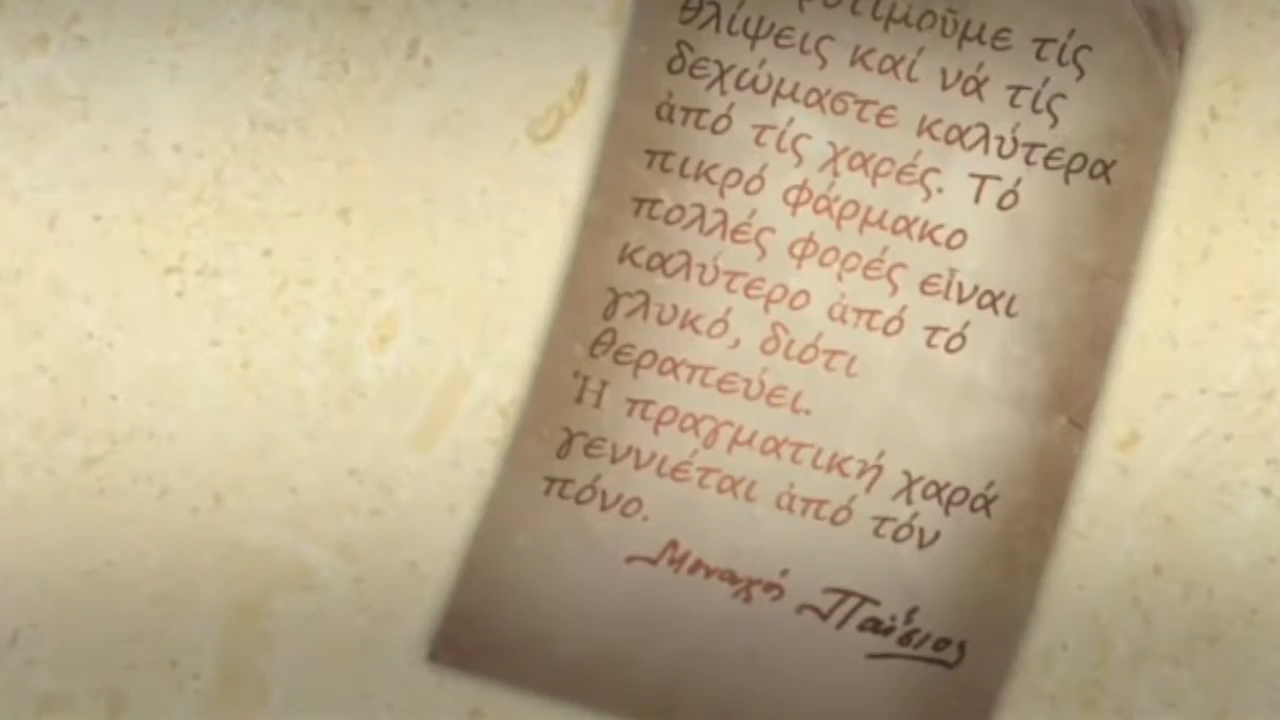 τίς
θλίψεις καί νά τίς
δεχώμαστε καλύτερα
ἀπό τίς χαρές. Τό
πικρό φάρμακο
πολλές φορές εἶναι
καλύτερο ἀπό τό
γλυκό, διότι
θεραπεύει.
Ἡ πραγματική χαρά
γεννιέται ἀπό τόν
πόνο.
Παΐσιος